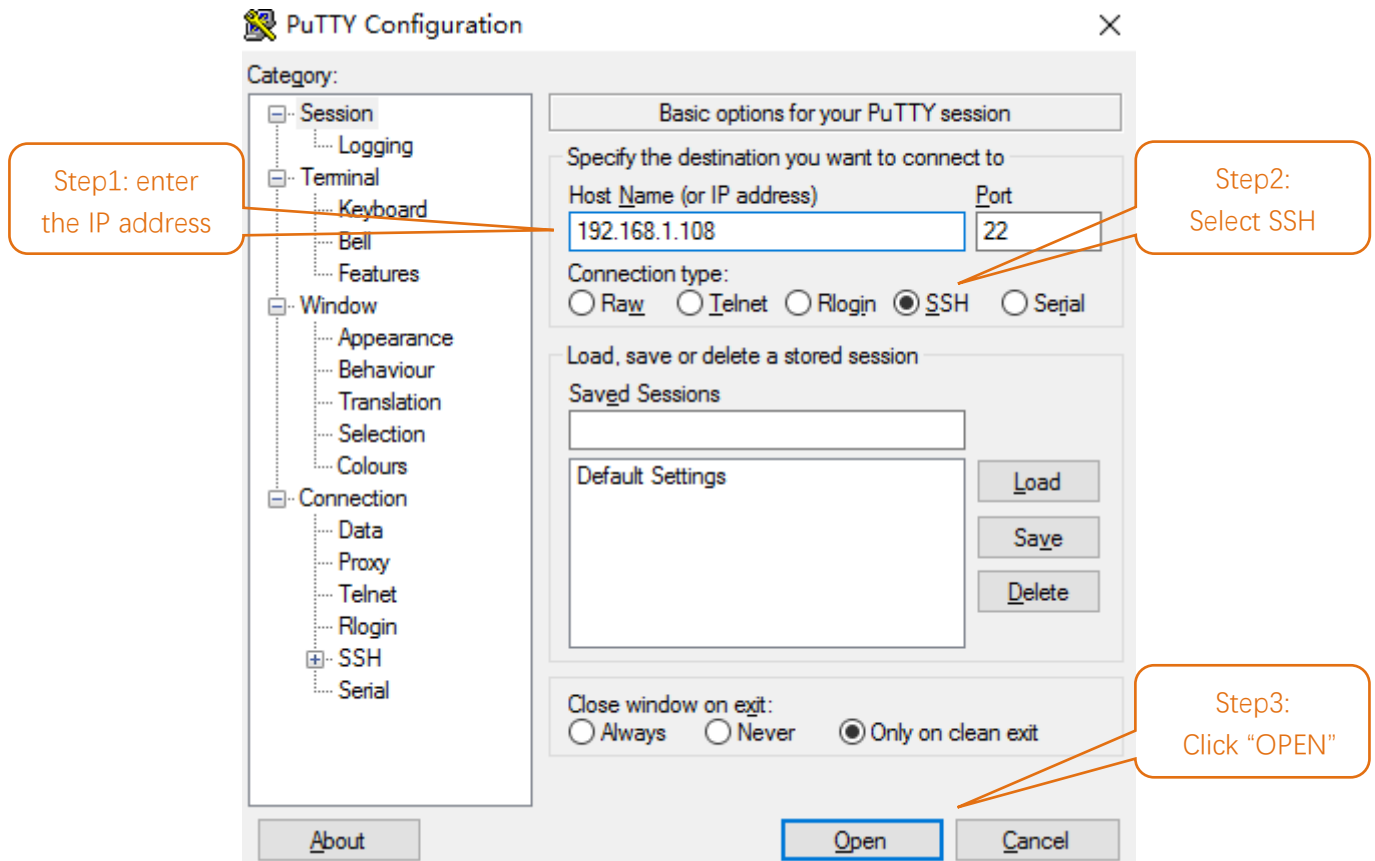 PuTTY Configuration
Category:
Session
Logging
Terminal
Keyboard
Bell
Features
Window
Appearance
Behaviour
Translation
Selection
Colours
Connection
Data
Proxy
Telnet
Rlogin
SSH
Serial
Basic options for your PuTTY session
Specify the destination you want to connect to
Host Name (or IP address) Port
192.168.1.108 22
Connection type:
Raw Telnet Rlogin SSH Serial
Load, save or delete a stored session
Saved Sessions
Default Settings
Load
Save
Delete
Close window on exit:
Always Never Only on clean exit
About Open Cancel
Step1: enter
the IP address
Step2:
Select SSH
Step3:
Click “OPEN”